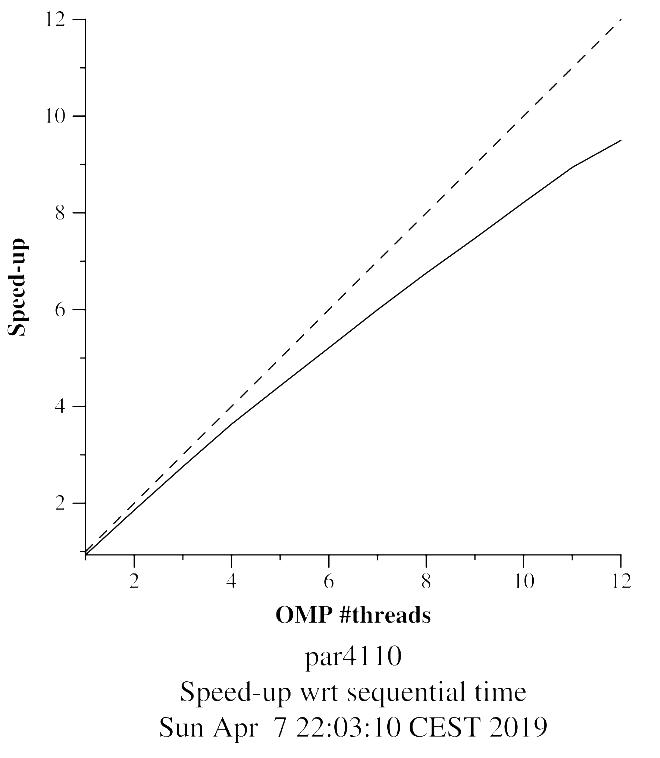 12
10
8
6
4
2
Speed-up
2 4 6 8 10 12
OMP #threads
par4110
Speed-up wrt sequential time
Sun Apr 7 22:03:10 CEST 2019